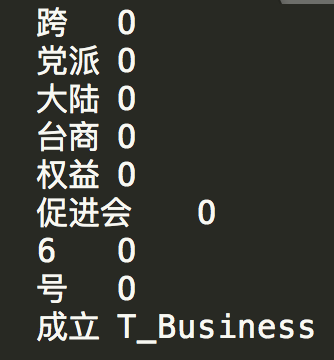 跨 0
党派 0
大陆 0
台商 0
权益 0
促进会 0
6 0
号 0
成立 T_Business